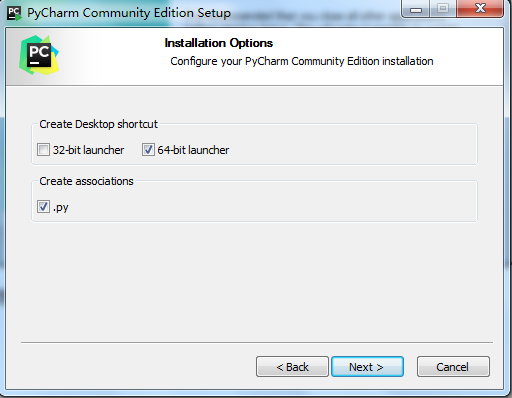 PyCharm Community Edition Setup
PC
Installation Options
Configure your PyCharm Community Edition installation
Create Desktop shortcut
32-bit launcher
64-bit launcher
Create associations
.py
< Back
Next >
Cancel